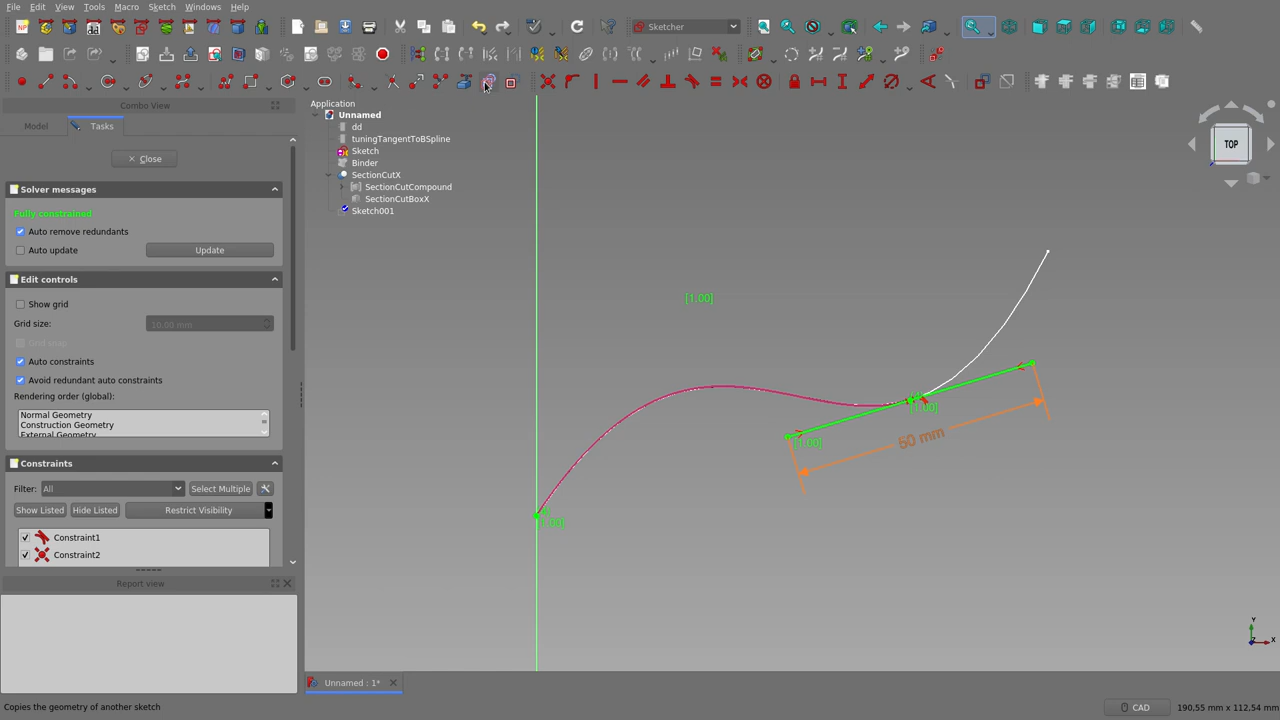 File Edit View Tools Macro Sketch Windows Help
Sketcher
Combo View
Application
Unnamed
dd
tuningTangentToBSpline
Sketch
Binder
SectionCutX
SectionCutCompound
SectionCutBoxX
Sketch001
Model
Tasks
Close
Solver messages
Fully constrained
Auto remove redundants
Auto update
Update
Edit controls
Show grid
Grid size:
10,00 mm
Grid snap
Auto constraints
Avoid redundant auto constraints
Rendering order (global):
Normal Geometry
Construction Geometry
External Geometry
Constraints
Filter:
All
Select Multiple
Show Listed
Hide Listed
Restrict Visibility
Constraint1
Constraint2
Report view
TOP
[1.00]
[1.00]
[1.00]
50 mm
Y
Z
X
Unnamed : 1*
Copies the geometry of another sketch
CAD
190,55 mm x 112,54 mm